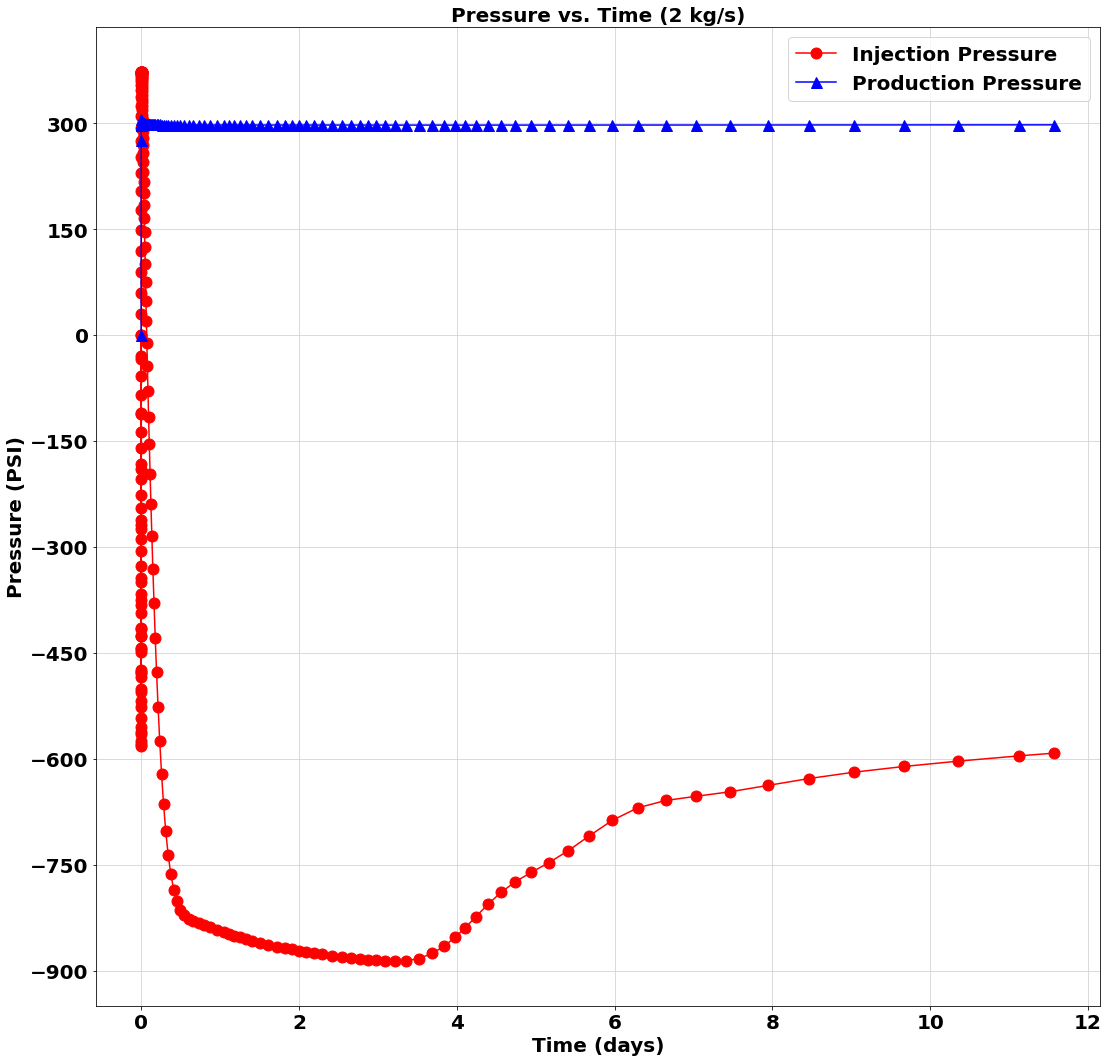 Pressure vs. Time (2 kg/s)
Injection Pressure
Production Pressure
300
150
0
−150
−300
−450
−600
−750
−900
Pressure (PSI)
0 2 4 6 8 10 12
Time (days)